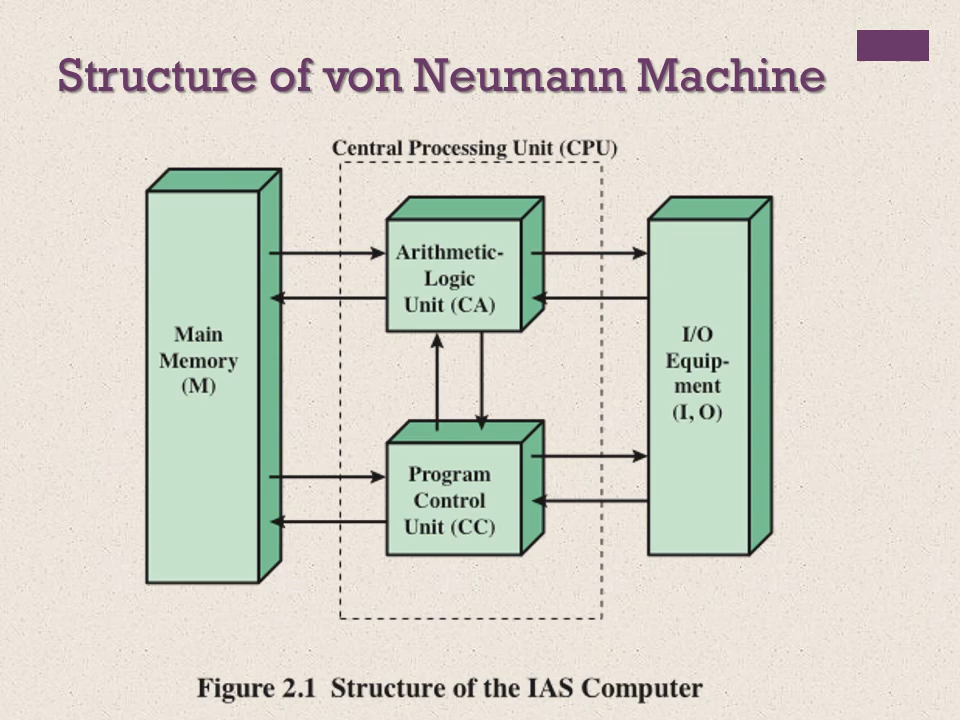 Structure of von Neumann Machine
Central Processing Unit (CPU)
Main
Memory
(M)
Arithmetic-
Logic
Unit (CA)
Program
Control
Unit (CC)
I/O
Equip-
ment
(I, O)
Figure 2.1 Structure of the IAS Computer